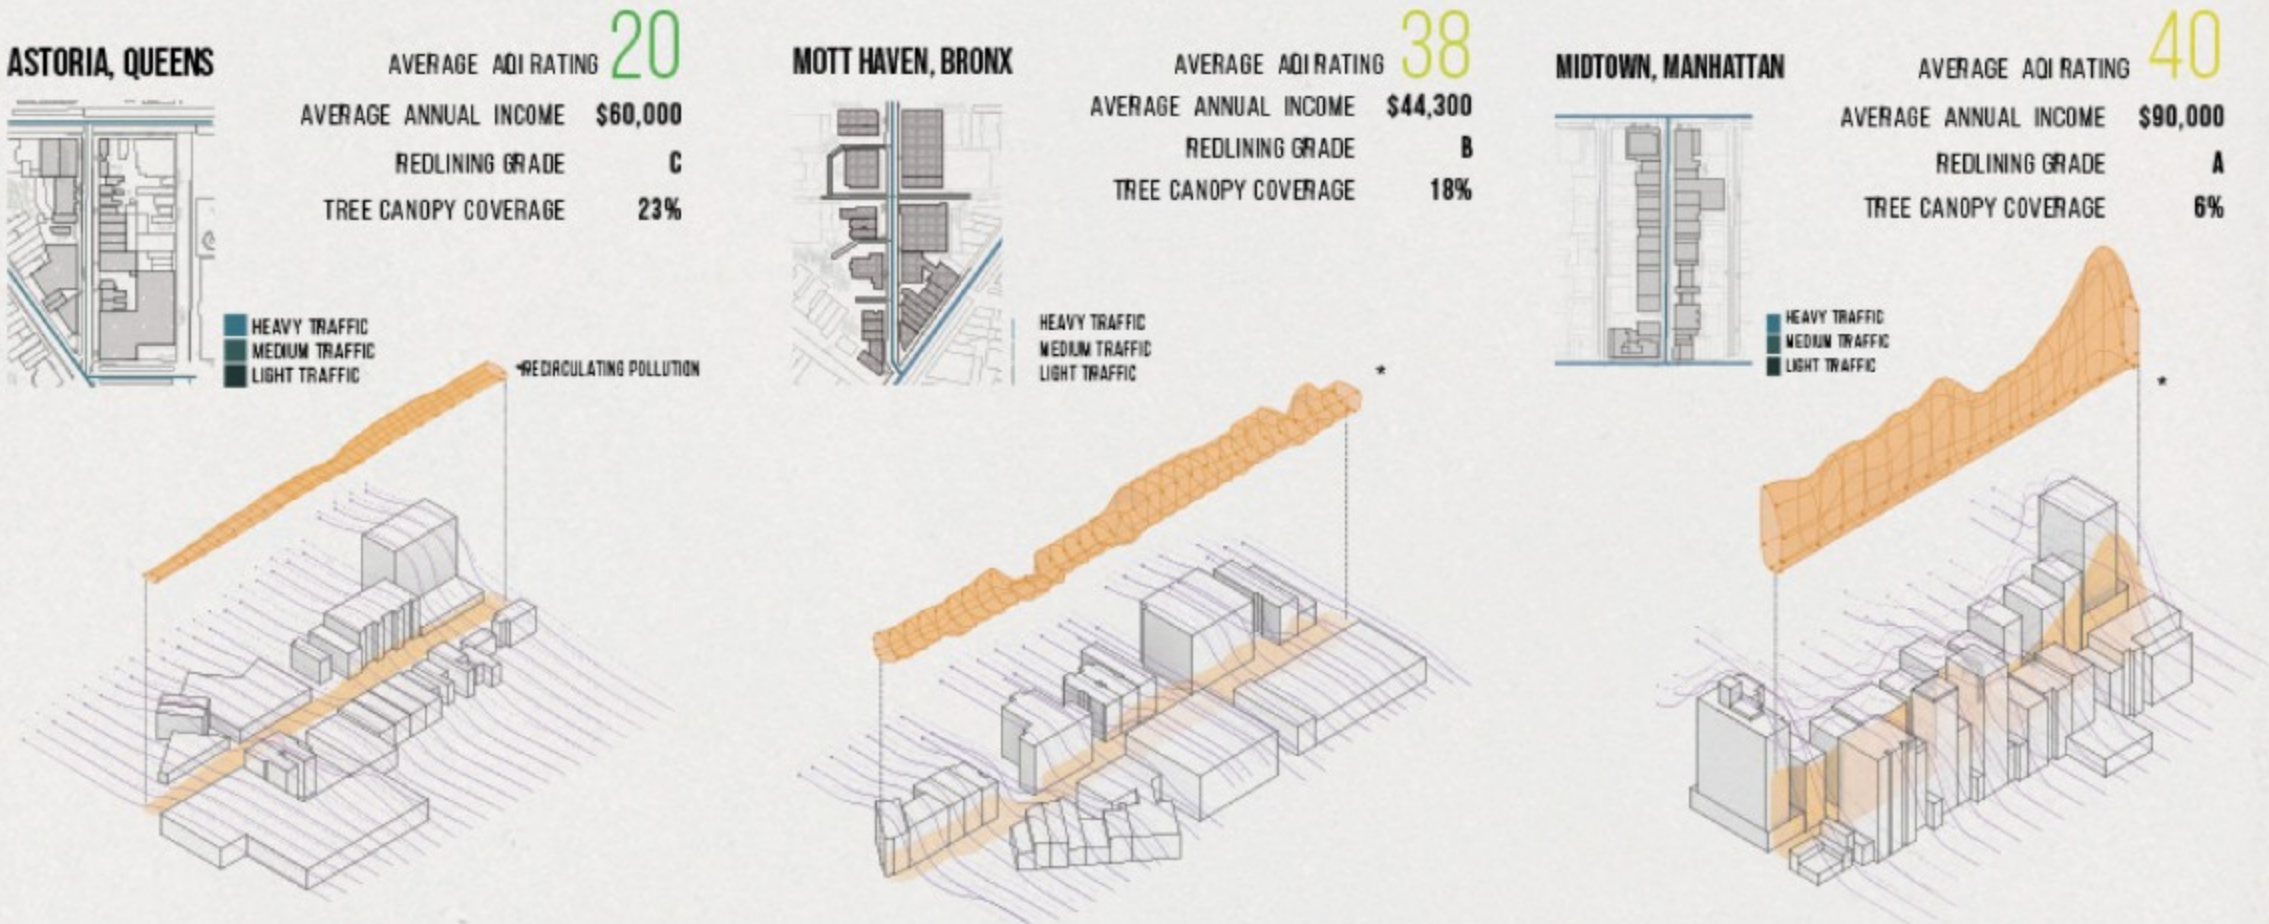 ASTORIA, QUEENS
AVERAGE AQI RATING 20
AVERAGE ANNUAL INCOME $60,000
REDLINING GRADE C
TREE CANOPY COVERAGE 23%
HEAVY TRAFFIC
MEDIUM TRAFFIC
LIGHT TRAFFIC
*RECIRCULATING POLLUTION
MOTT HAVEN, BRONX
AVERAGE AQI RATING 38
AVERAGE ANNUAL INCOME $44,300
REDLINING GRADE B
TREE CANOPY COVERAGE 18%
HEAVY TRAFFIC
MEDIUM TRAFFIC
LIGHT TRAFFIC
*
MIDTOWN, MANHATTAN
AVERAGE AQI RATING 40
AVERAGE ANNUAL INCOME $90,000
REDLINING GRADE A
TREE CANOPY COVERAGE 6%
HEAVY TRAFFIC
MEDIUM TRAFFIC
LIGHT TRAFFIC
*